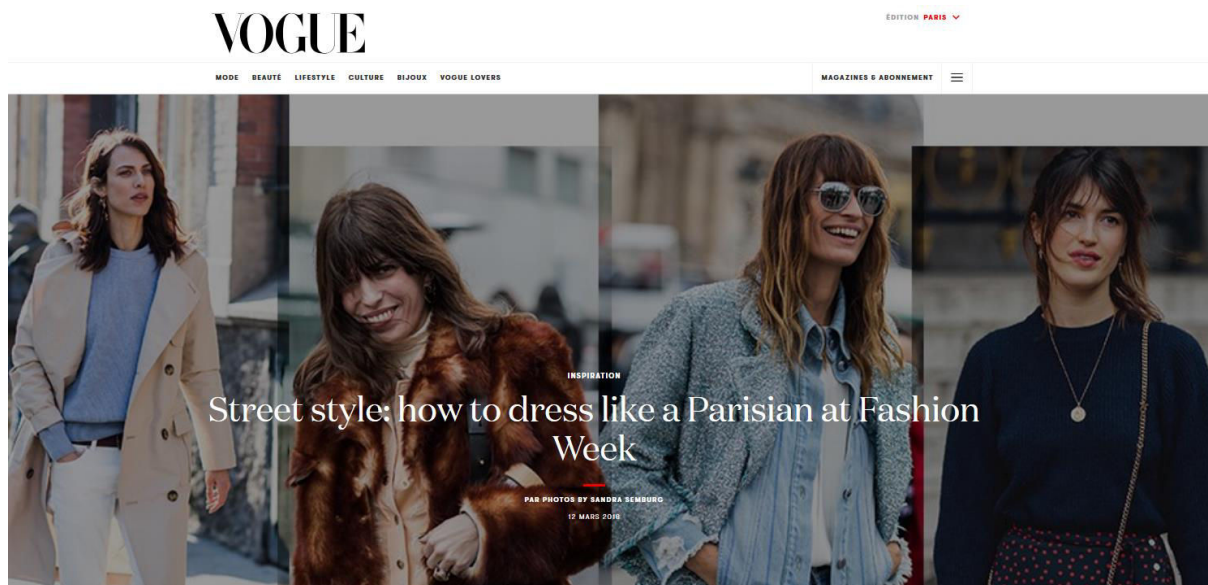 VOGUE
ÉDITION PARIS
MODE BEAUTÉ LIFESTYLE CULTURE BIJOUX VOGUE LOVERS
MAGAZINES & ABONNEMENT
INSPIRATION
Street style: how to dress like a Parisian at Fashion
Week
PAR PHOTOS BY SANDRA SEMBURG
12 MARS 2018